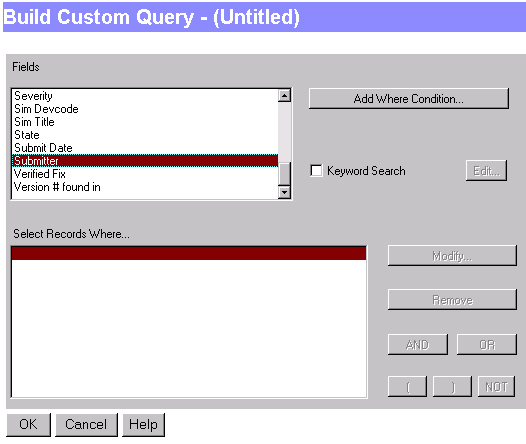 Build Custom Query - (Untitled)
Fields
Severity
Sim Devcode
Sim Title
State
Submit Date
Submitter
Verified Fix
Version # found in
Add Where Condition...
Keyword Search
Edit...
Select Records Where...
Modify...
Remove
AND OR
( ) NOT
OK Cancel Help